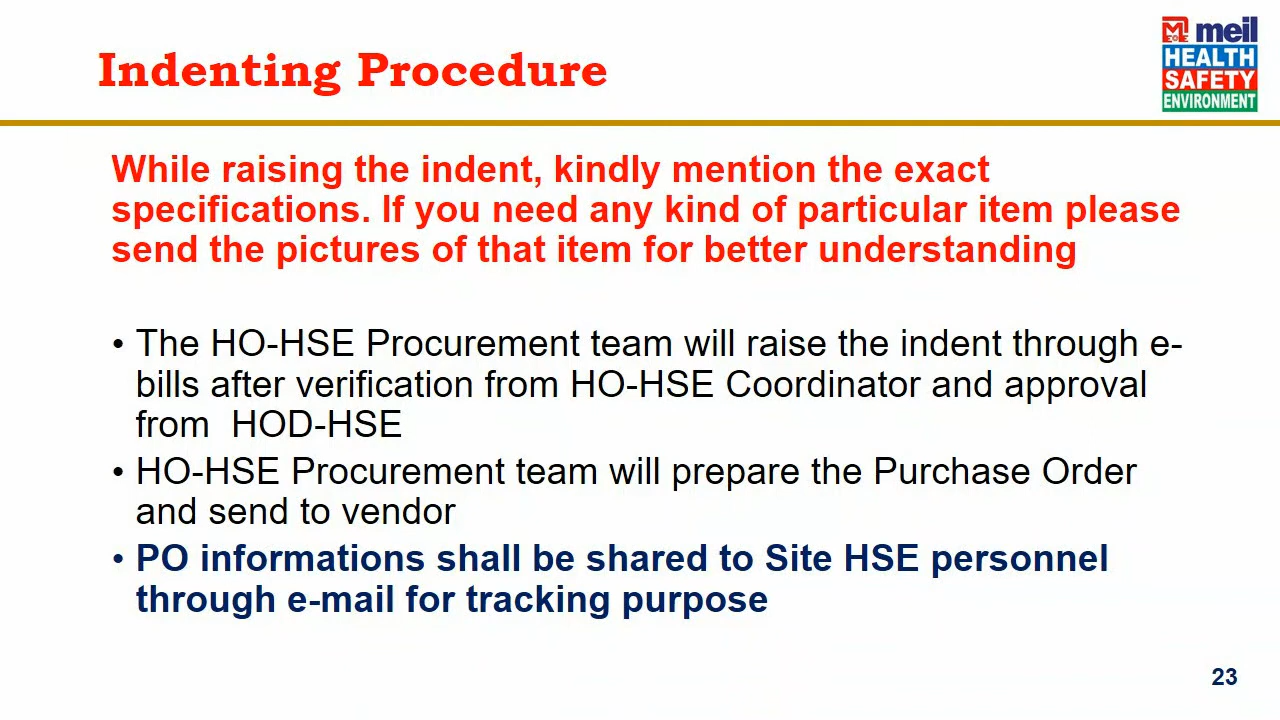 Indenting Procedure
meil
HEALTH
SAFETY
ENVIRONMENT
While raising the indent, kindly mention the exact
specifications. If you need any kind of particular item please
send the pictures of that item for better understanding
• The HO-HSE Procurement team will raise the indent through e-
bills after verification from HO-HSE Coordinator and approval
from  HOD-HSE
• HO-HSE Procurement team will prepare the Purchase Order
and send to vendor
• PO informations shall be shared to Site HSE personnel
through e-mail for tracking purpose
23